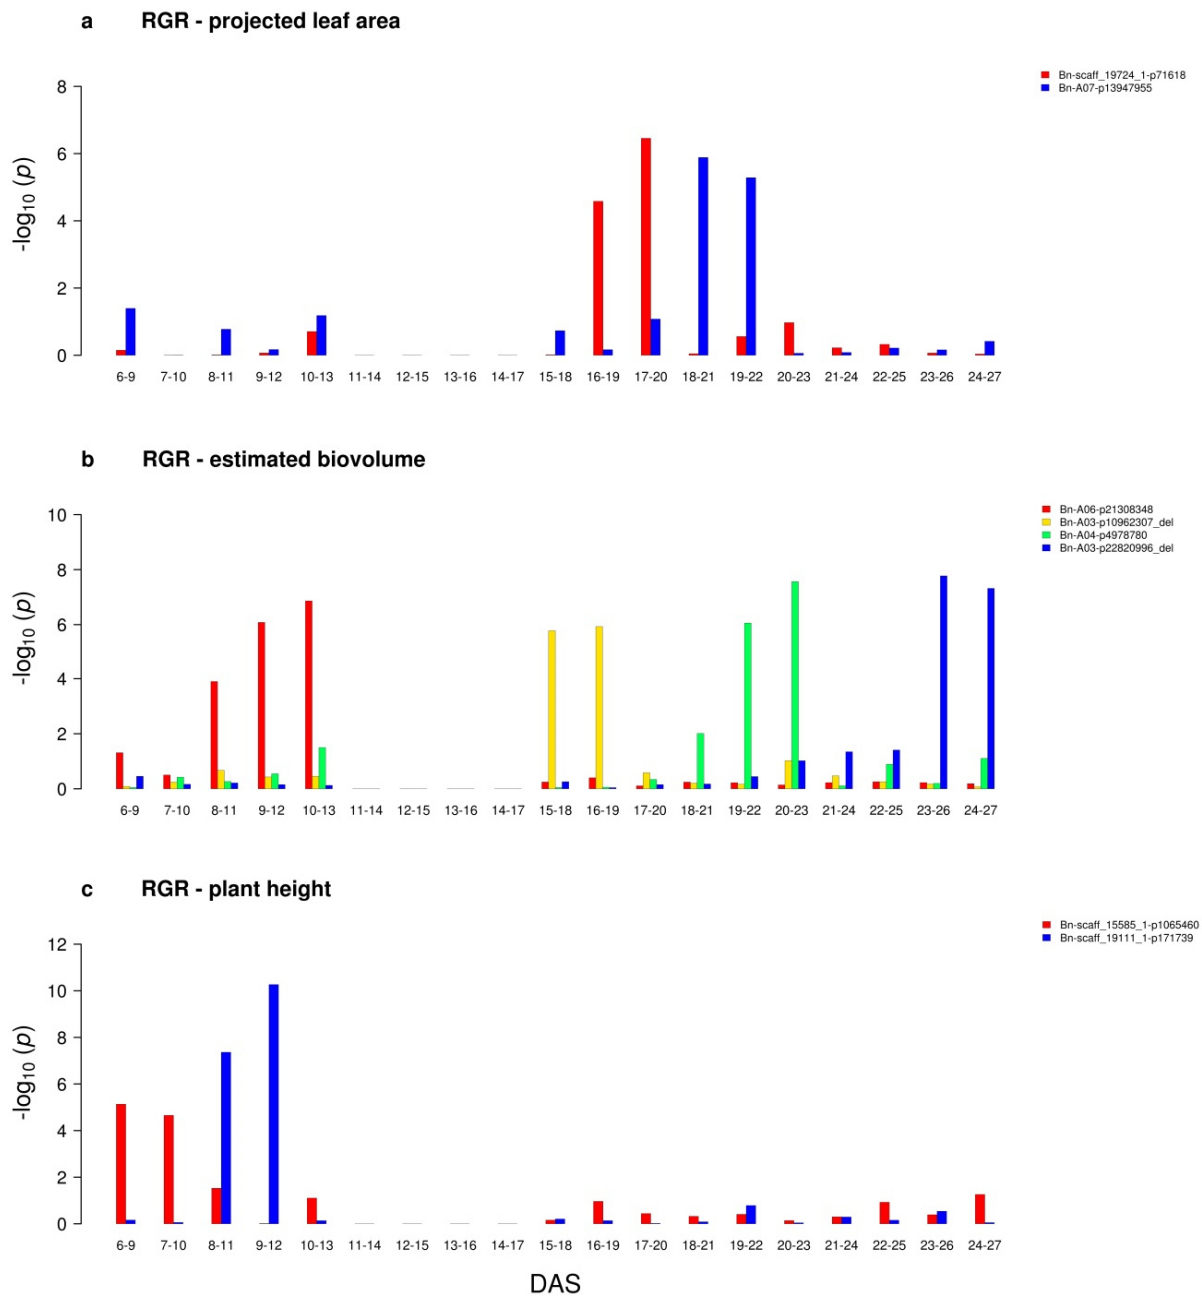 a RGR - projected leaf area
Bn-scaff_19724_1-p71618
Bn-A07-p13947955
8
6
4
2
0
-log10 (p)
6-9 7-10 8-11 9-12 10-13 11-14 12-15 13-16 14-17 15-18 16-19 17-20 18-21 19-22 20-23 21-24 22-25 23-26 24-27
b RGR - estimated biovolume
Bn-A06-p21308348
Bn-A03-p10962307_del
Bn-A04-p4978780
Bn-A03-p22820996_del
10
8
6
4
2
0
-log10 (p)
6-9 7-10 8-11 9-12 10-13 11-14 12-15 13-16 14-17 15-18 16-19 17-20 18-21 19-22 20-23 21-24 22-25 23-26 24-27
c RGR - plant height
Bn-scaff_15585_1-p1065460
Bn-scaff_19111_1-p171739
12
10
8
6
4
2
0
-log10 (p)
6-9 7-10 8-11 9-12 10-13 11-14 12-15 13-16 14-17 15-18 16-19 17-20 18-21 19-22 20-23 21-24 22-25 23-26 24-27
DAS